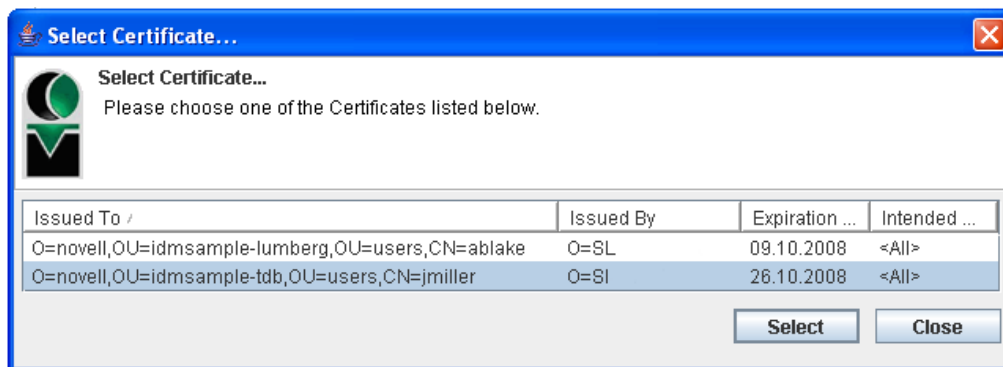 Select Certificate...
Select Certificate...
Please choose one of the Certificates listed below.
Issued To / Issued By Expiration ... Intended ...
O=novell,OU=idmsample-lumberg,OU=users,CN=ablake O=SL 09.10.2008 <All>
O=novell,OU=idmsample-tdb,OU=users,CN=jmiller O=SI 26.10.2008 <All>
Select Close